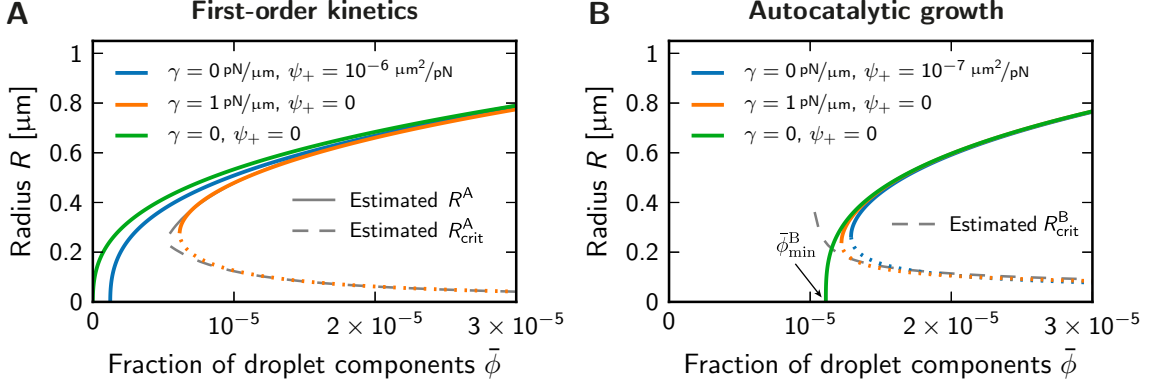 A First-order kinetics
1
0.8
0.6
0.4
0.2
0
Radius R [μm]
γ = 0 pN/μm, ψ₊ = 10⁻⁶ μm²/pN
γ = 1 pN/μm, ψ₊ = 0
γ = 0, ψ₊ = 0
Estimated Rᴬ
Estimated Rᴬ_crit
0 10⁻⁵ 2 × 10⁻⁵ 3 × 10⁻⁵
Fraction of droplet components ϕ̄
B Autocatalytic growth
1
0.8
0.6
0.4
0.2
0
Radius R [μm]
γ = 0 pN/μm, ψ₊ = 10⁻⁷ μm²/pN
γ = 1 pN/μm, ψ₊ = 0
γ = 0, ψ₊ = 0
Estimated Rᴮ_crit
ϕ̄ᴮ_min
0 10⁻⁵ 2 × 10⁻⁵ 3 × 10⁻⁵
Fraction of droplet components ϕ̄